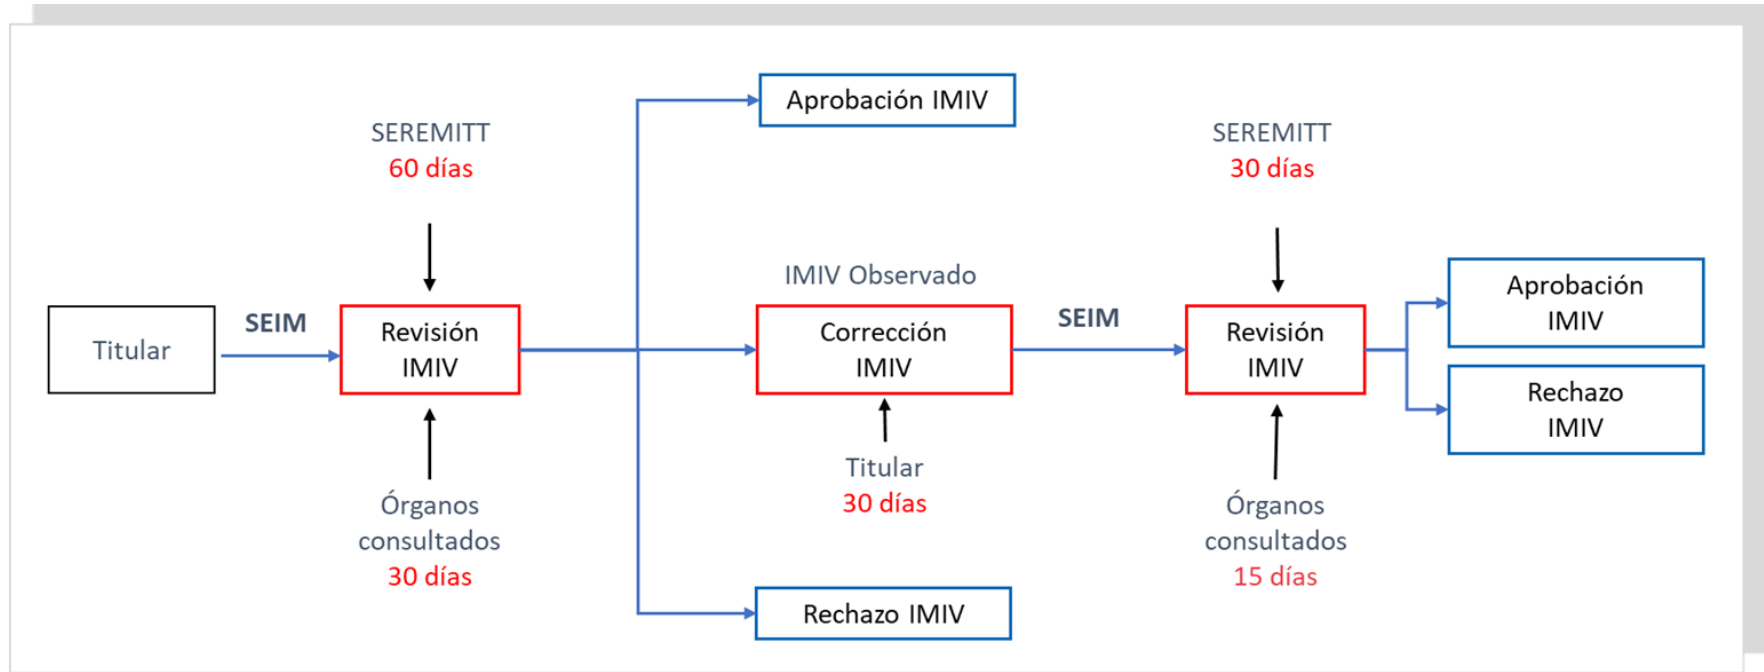 Titular
SEIM
SEREMITT
60 días
Revisión
IMIV
Órganos
consultados
30 días
Aprobación IMIV
IMIV Observado
Corrección
IMIV
Titular
30 días
Rechazo IMIV
SEIM
SEREMITT
30 días
Revisión
IMIV
Órganos
consultados
15 días
Aprobación
IMIV
Rechazo
IMIV